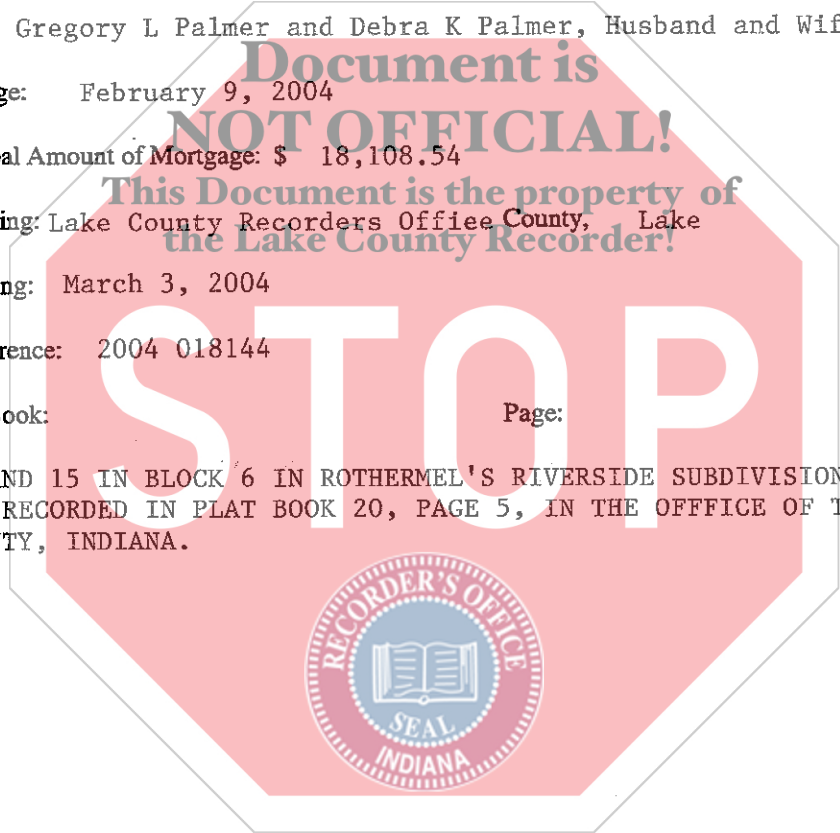 Gregory L Palmer and Debra K Palmer, Husband and Wif
Document is
ge: February 9, 2004
NOT OFFICIAL!
al Amount of Mortgage: $ 18,108.54
This Document is the property of
ing: Lake County Recorders Offiee County, Lake
the Lake County Recorder!
ng: March 3, 2004
STOP
rence: 2004 018144
ook: Page:
ND 15 IN BLOCK 6 IN ROTHERMEL'S RIVERSIDE SUBDIVISION
RECORDED IN PLAT BOOK 20, PAGE 5, IN THE OFFFICE OF T
TY, INDIANA.
RECORDER'S OFFICE
SEAL
INDIANA